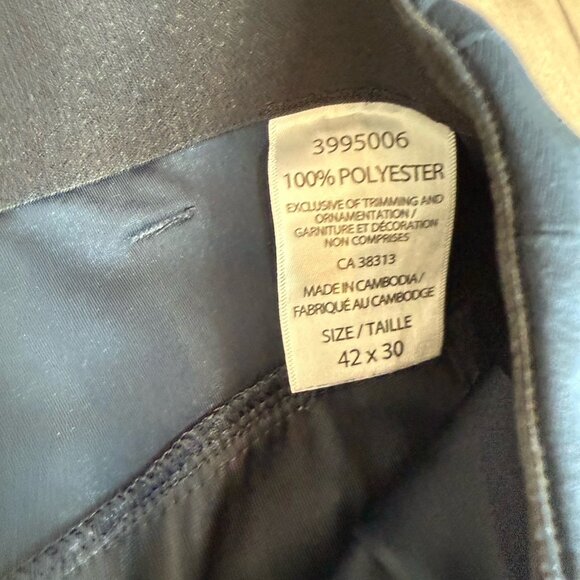 3995006
100% POLYESTER
EXCLUSIVE OF TRIMMING AND
ORNAMENTATION /
GARNITURE ET DÉCORATION
NON COMPRISES
CA 38313
MADE IN CAMBODIA /
FABRIQUÉ AU CAMBODGE
SIZE / TAILLE
42 x 30